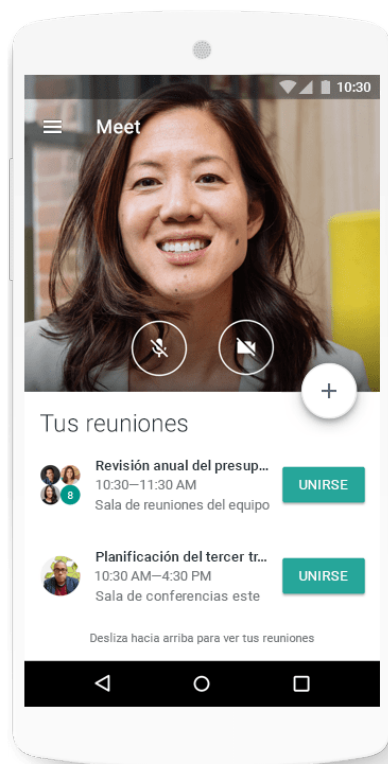 10:30
Meet
Tus reuniones
Revisión anual del presup...
10:30—11:30 AM
Sala de reuniones del equipo
8
UNIRSE
Planificación del tercer tr...
10:30 AM—4:30 PM
Sala de conferencias este
UNIRSE
Desliza hacia arriba para ver tus reuniones